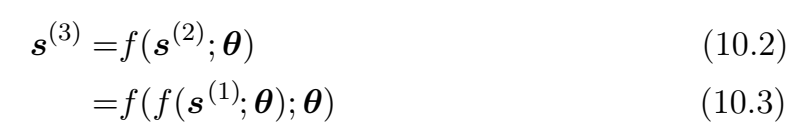 s⁽³⁾ =f(s⁽²⁾; θ) (10.2)
=f(f(s⁽¹⁾; θ); θ) (10.3)